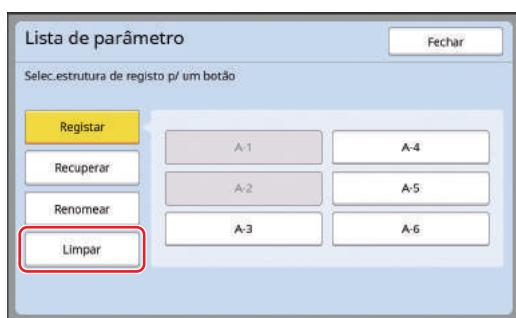 Lista de parâmetro
Fechar
Selec.estrutura de registo p/ um botão
Registar
Recuperar
Renomear
Limpar
A-1
A-4
A-2
A-5
A-3
A-6